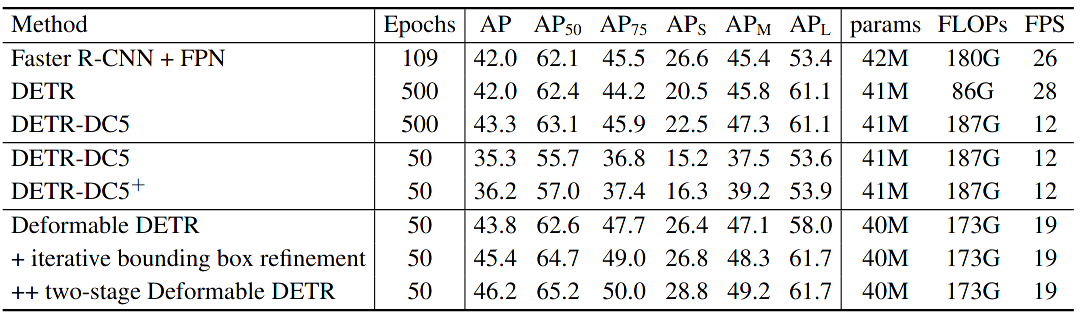 Method Epochs AP AP50 AP75 APS APM APL params FLOPs FPS
Faster R-CNN + FPN 109 42.0 62.1 45.5 26.6 45.4 53.4 42M 180G 26
DETR 500 42.0 62.4 44.2 20.5 45.8 61.1 41M 86G 28
DETR-DC5 500 43.3 63.1 45.9 22.5 47.3 61.1 41M 187G 12
DETR-DC5 50 35.3 55.7 36.8 15.2 37.5 53.6 41M 187G 12
DETR-DC5+ 50 36.2 57.0 37.4 16.3 39.2 53.9 41M 187G 12
Deformable DETR 50 43.8 62.6 47.7 26.4 47.1 58.0 40M 173G 19
+ iterative bounding box refinement 50 45.4 64.7 49.0 26.8 48.3 61.7 40M 173G 19
++ two-stage Deformable DETR 50 46.2 65.2 50.0 28.8 49.2 61.7 40M 173G 19